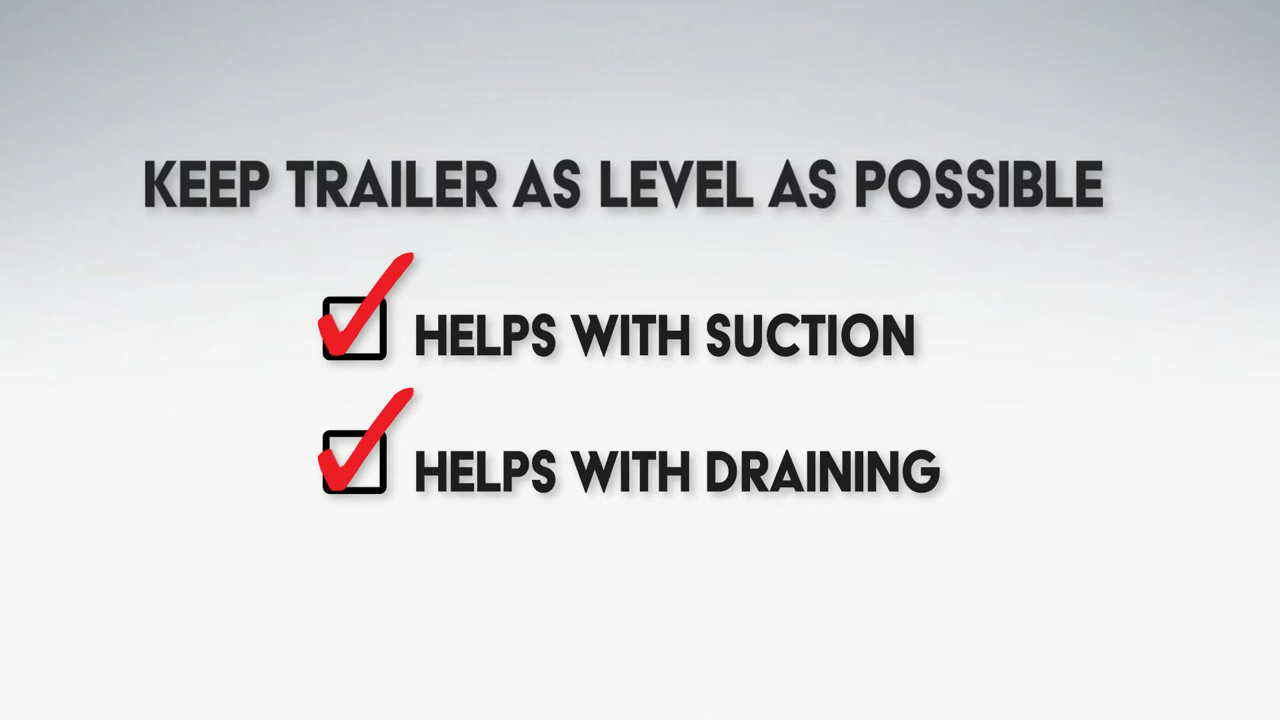 KEEP TRAILER AS LEVEL AS POSSIBLE
HELPS WITH SUCTION
HELPS WITH DRAINING